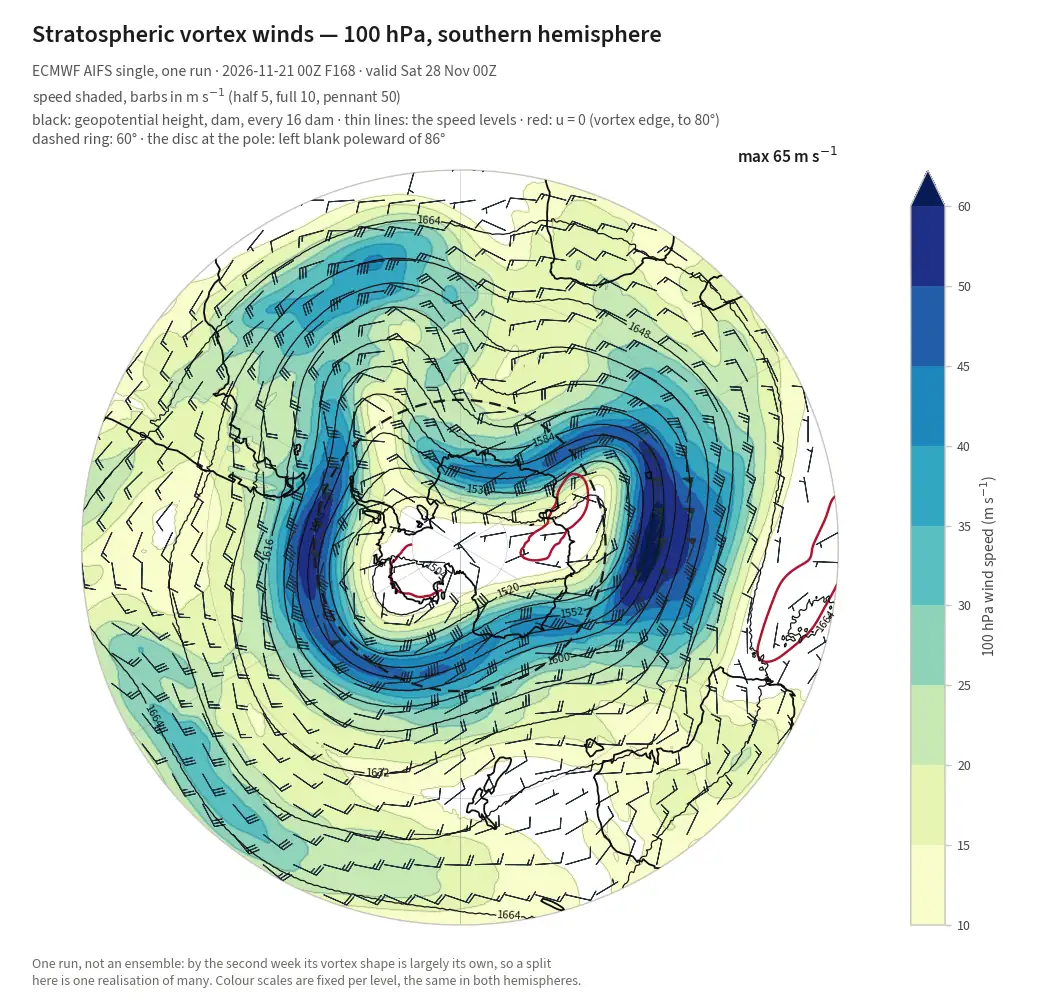 Stratospheric vortex winds — 100 hPa, southern hemisphere
ECMWF AIFS single, one run · 2026-11-21 00Z F168 · valid Sat 28 Nov 00Z
speed shaded, barbs in m s⁻¹ (half 5, full 10, pennant 50)
black: geopotential height, dam, every 16 dam · thin lines: the speed levels · red: u = 0 (vortex edge, to 80°)
dashed ring: 60° · the disc at the pole: left blank poleward of 86°
max 65 m s⁻¹
1664
1648
1584
1616
1520
1552
1600
1664
1664
1632
1664
60
50
45
40
35
30
25
20
15
10
100 hPa wind speed (m s⁻¹)
One run, not an ensemble: by the second week its vortex shape is largely its own, so a split
here is one realisation of many. Colour scales are fixed per level, the same in both hemispheres.